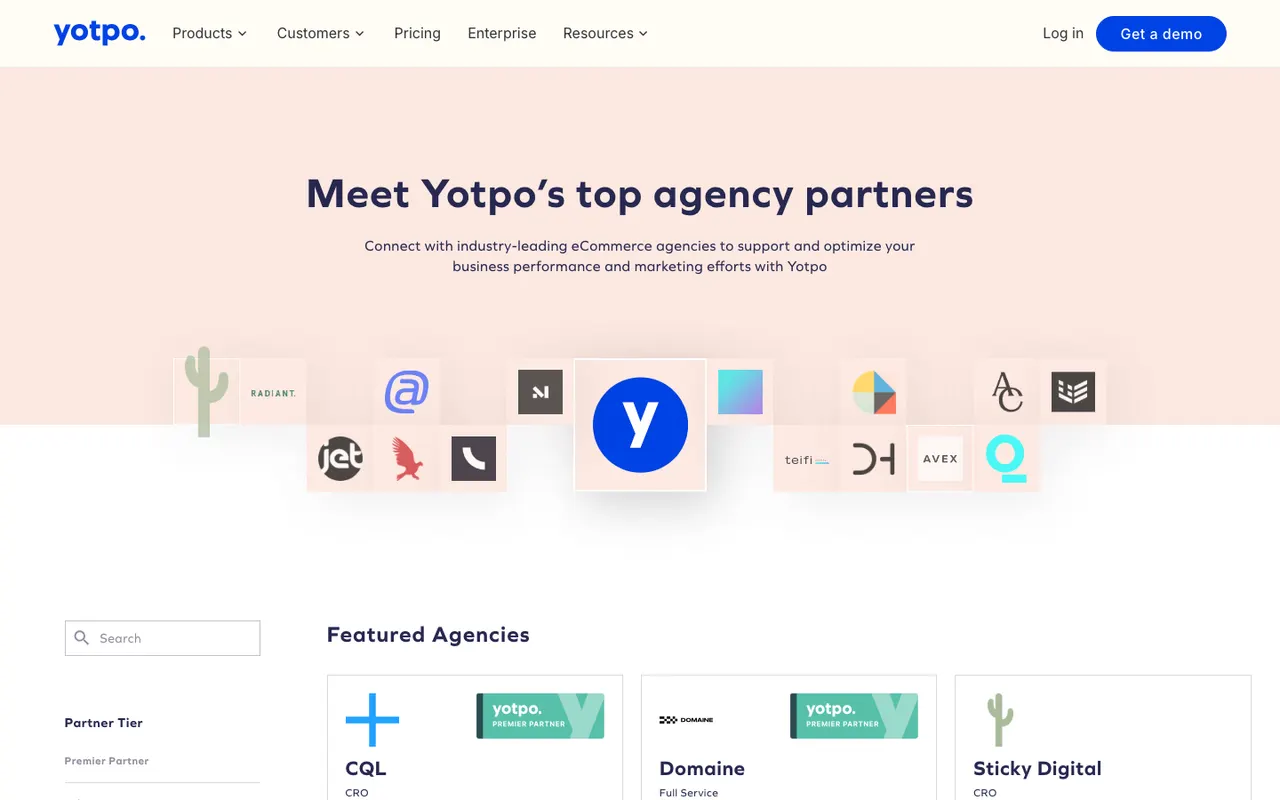 yotpo.
Products
Customers
Pricing
Enterprise
Resources
Log in
Get a demo
Meet Yotpo’s top agency partners
Connect with industry-leading eCommerce agencies to support and optimize your
business performance and marketing efforts with Yotpo
RADIANT.
@
y
AC
jet
teifi
DH
AVEX
Search
Partner Tier
Premier Partner
Featured Agencies
yotpo.
PREMIER PARTNER
CQL
CRO
DOMAINE
yotpo.
PREMIER PARTNER
Domaine
Full Service
Sticky Digital
CRO